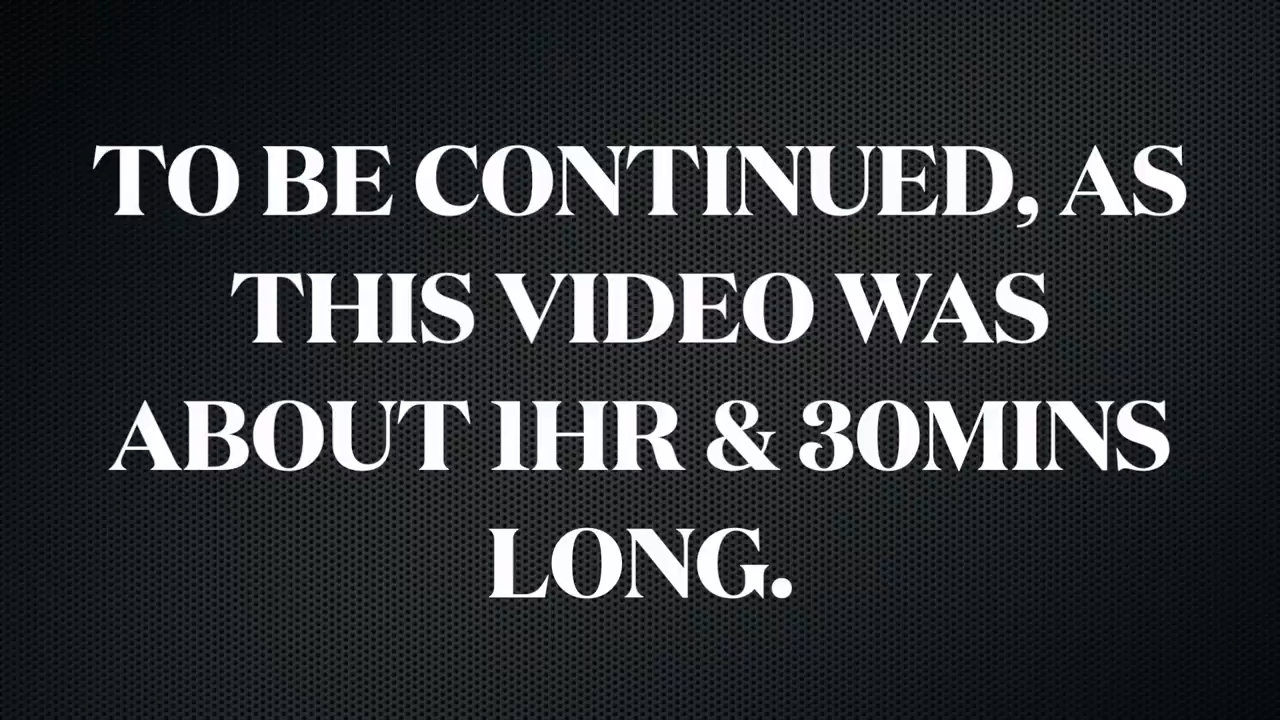 TO BE CONTINUED, AS
THIS VIDEO WAS
ABOUT 1HR & 30MINS
LONG.